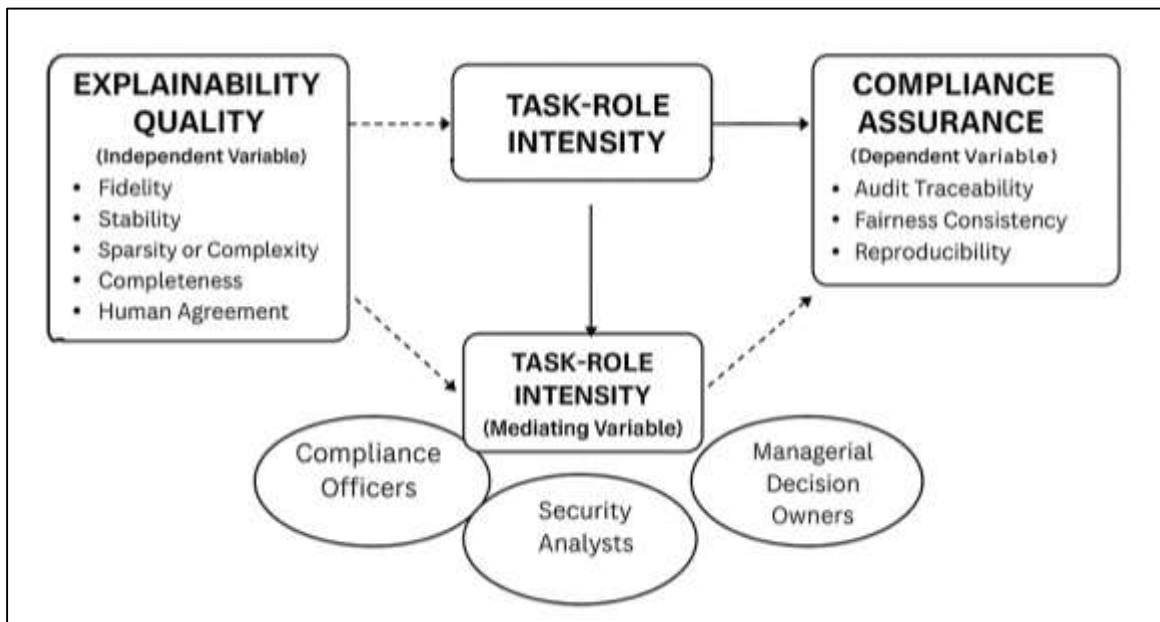 EXPLAINABILITY
QUALITY
(Independent Variable)
• Fidelity
• Stability
• Sparsity or Complexity
• Completeness
• Human Agreement
TASK-ROLE
INTENSITY
COMPLIANCE
ASSURANCE
(Dependent Variable)
• Audit Traceability
• Fairness Consistency
• Reproducibility
TASK-ROLE
INTENSITY
(Mediating Variable)
Compliance
Officers
Security
Analysts
Managerial
Decision
Owners